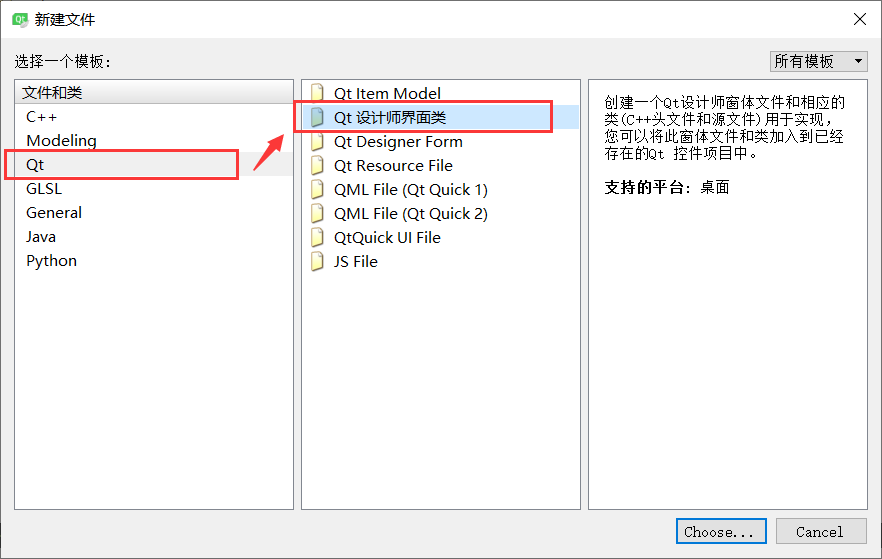 新建文件
选择一个模板:
所有模板
文件和类
C++
Modeling
Qt
GLSL
General
Java
Python
Qt Item Model
Qt 设计师界面类
Qt Designer Form
Qt Resource File
QML File (Qt Quick 1)
QML File (Qt Quick 2)
QtQuick UI File
JS File
创建一个Qt设计师窗体文件和相应的
类(C++头文件和源文件)用于实现，
您可以将此窗体文件和类加入到已经
存在的Qt 控件项目中。
支持的平台: 桌面
Choose...
Cancel